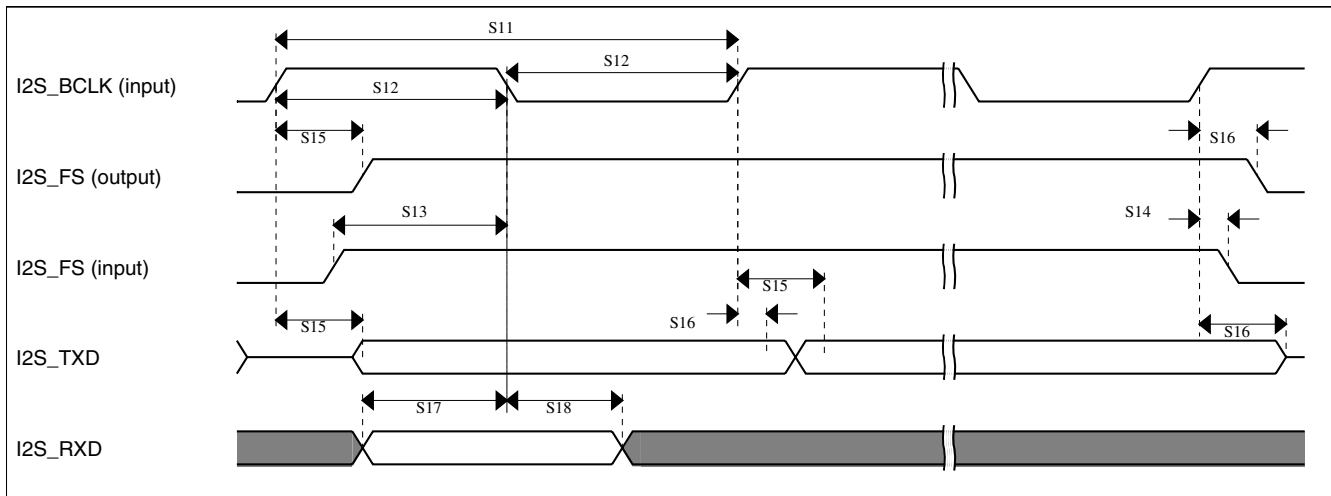 S11
I2S_BCLK (input)
S12
S12
S15
S16
I2S_FS (output)
S13
S14
I2S_FS (input)
S15
S16
S15
S16
I2S_TXD
S17
S18
I2S_RXD